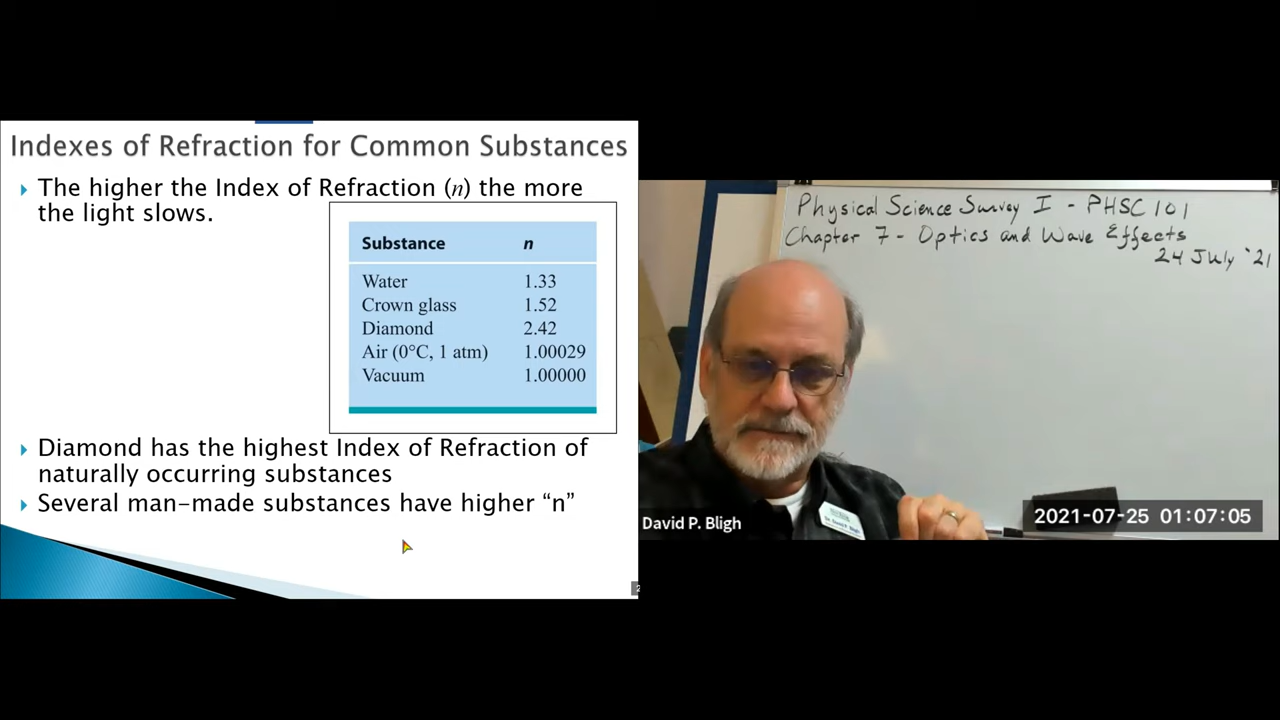 Indexes of Refraction for Common Substances
The higher the Index of Refraction (n) the more
the light slows.
Substance n
Water 1.33
Crown glass 1.52
Diamond 2.42
Air (0°C, 1 atm) 1.00029
Vacuum 1.00000
Diamond has the highest Index of Refraction of
naturally occurring substances
Several man-made substances have higher “n”
Physical Science Survey I - PHSC 101
Chapter 7 - Optics and Wave Effects
24 July '21
David P. Bligh
2021-07-25 01:07:05